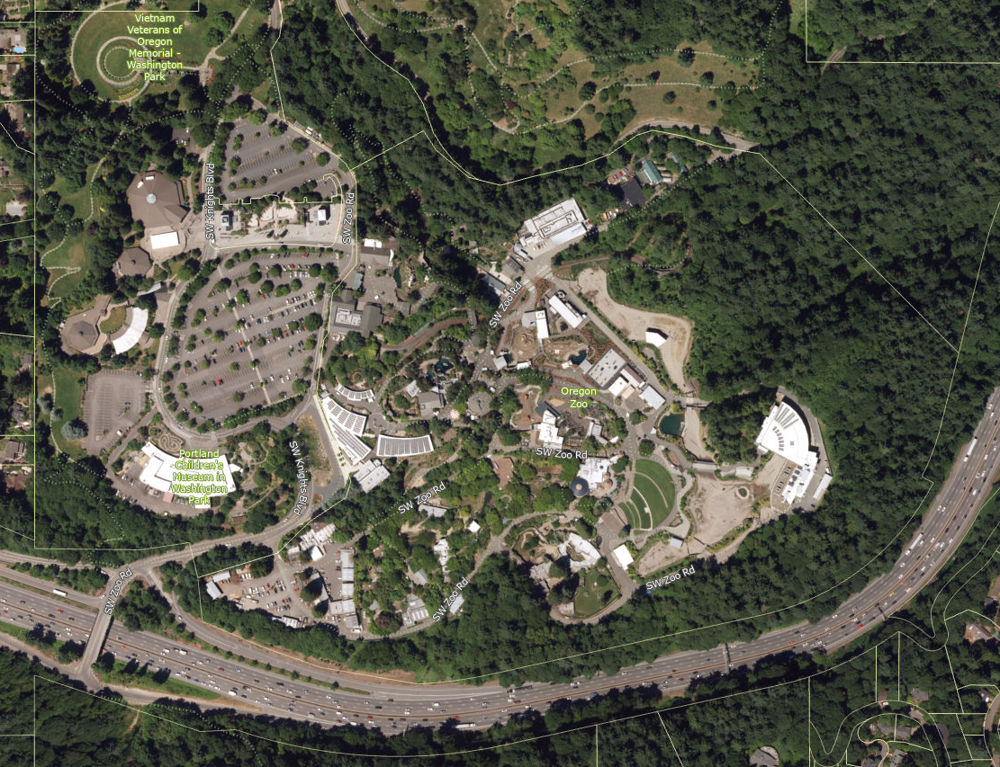 Vietnam
Veterans of
Oregon
Memorial -
Washington
Park
SW Knights Blvd
SW Zoo Rd
SW Zoo Rd
Oregon
Zoo
SW Zoo Rd
Portland
Children's
Museum in
Washington
Park
SW Knights Blvd
SW Zoo Rd
SW Zoo Rd
SW Zoo Rd
SW Zoo Rd